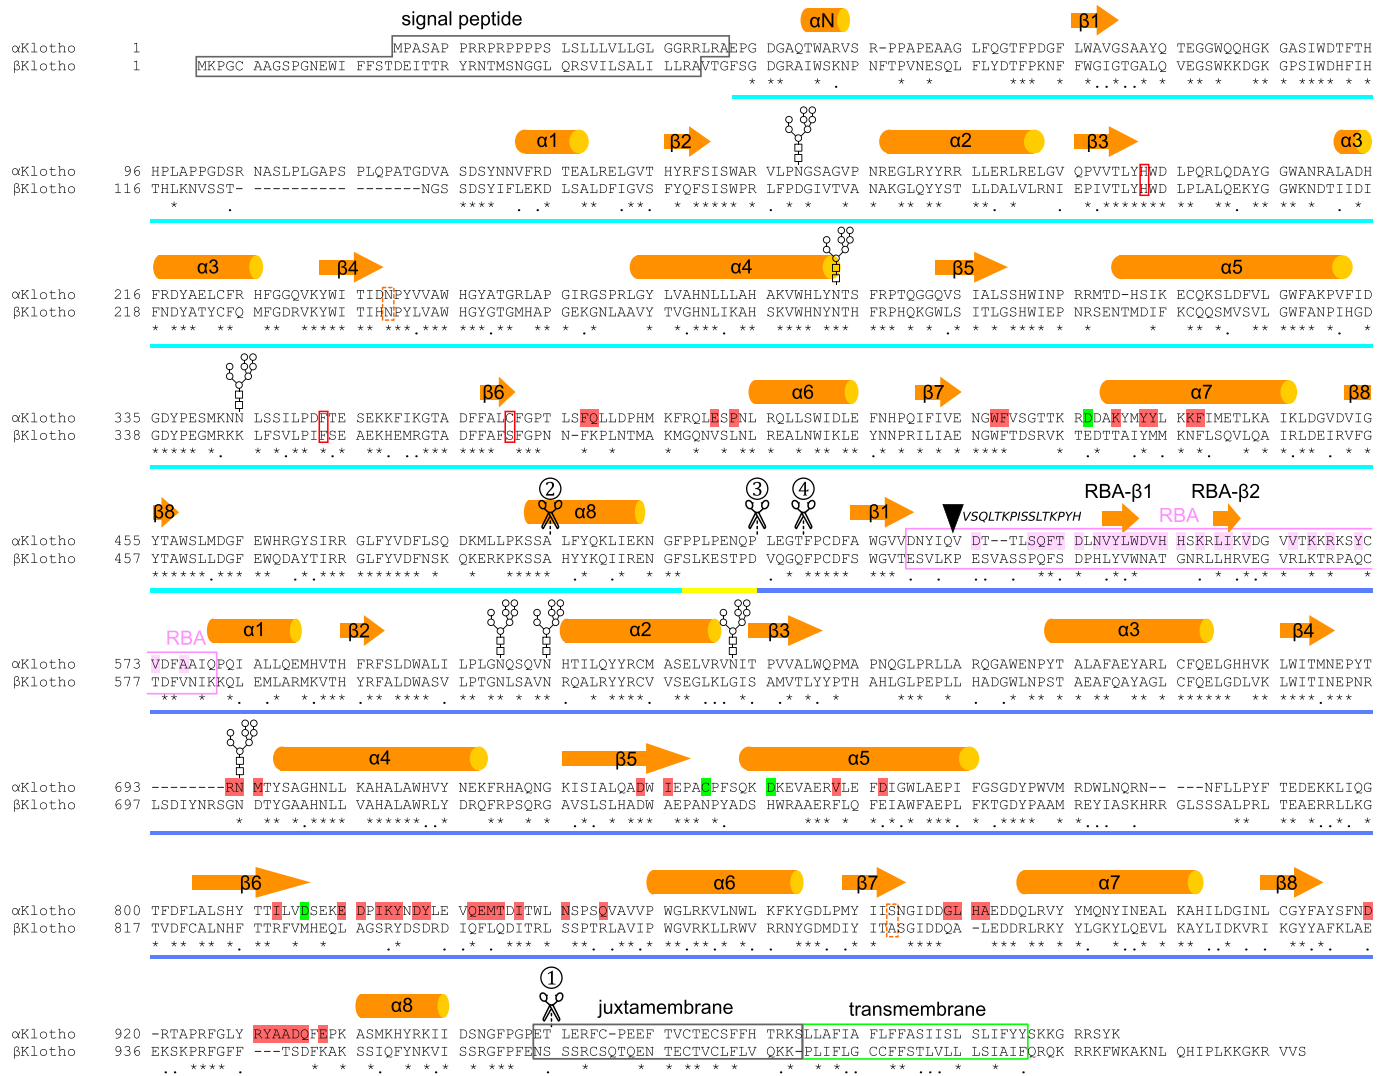 signal peptide
αN β1
αKlotho 1 MPASAP PRRPRPPPPS LSLLLVLLGL GGRRLRAEPG DGAQTWARVS R-PPAPEAAG LFQGTFPDGF LWAVGSAAYQ TEGGWQQHGK GASIWDTFTH
βKlotho 1 MKPGC AAGSPGNEWI FFSTDEITTR YRNTMSNGGL QRSVILSALI LLRAVTGFSG DGRAIWSKNP NFTPVNESQL FLYDTFPKNF FWGIGTGALQ VEGSWKKDGK GPSIWDHFIH
α1 β2 α2 β3 α3
αKlotho 96 HPLAPPGDSR NASLPLGAPS PLQPATGDVA SDSYNNVFRD TEALRELGVT HYRFSISWAR VLPNGSAGVP NREGLRYYRR LLERLRELGV QPVVTLYHWD LPQRLQDAYG GWANRALADH
βKlotho 116 THLKNVSST- ---------- -------NGS SDSYIFLEKD LSALDFIGVS FYQFSISWPR LFPDGIVTVA NAKGLQYYST LLDALVLRNI EPIVTLYHWD LPLALQEKYG GWKNDTIIDI
α3 β4 α4 β5 α5
αKlotho 216 FRDYAELCFR HFGGQVKYWI TIDNPYVVAW HGYATGRLAP GIRGSPRLGY LVAHNLLLAH AKVWHLYNTS FRPTQGGQVS IALSSHWINP RRMTD-HSIK ECQKSLDFVL GWFAKPVFID
βKlotho 218 FNDYATYCFQ MFGDRVKYWI TIHNPYLVAW HGYGTGMHAP GEKGNLAAVY TVGHNLIKAH SKVWHNYNTH FRPHQKGWLS ITLGSHWIEP NRSENTMDIF KCQQSMVSVL GWFANPIHGD
β6 α6 β7 α7 β8
αKlotho 335 GDYPESMKNN LSSILPDFTE SEKKFIKGTA DFFALCFGPT LSFQLLDPHM KFRQLESPNL RQLLSWIDLE FNHPQIFIVE NGWFVSGTTK RDDAKYMYYL KKFIMETLKA IKLDGVDVIG
βKlotho 338 GDYPEGMRKK LFSVLPIFSE AEKHEMRGTA DFFAFSFGPN N-FKPLNTMA KMGQNVSLNL REALNWIKLE YNNPRILIAE NGWFTDSRVK TEDTTAIYMM KNFLSQVLQA IRLDEIRVFG
② ③ ④ RBA-β1 RBA-β2
β8 α8 β1 VSQLTKPISSLTKPYH RBA
αKlotho 455 YTAWSLMDGF EWHRGYSIRR GLFYVDFLSQ DKMLLPKSSA LFYQKLIEKN GFPPLPENQP LEGTFPCDFA WGVVDNYIQV DT--TLSQFT DLNVYLWDVH HSKRLIKVDG VVTKKRKSYC
βKlotho 457 YTAWSLLDGF EWQDAYTIRR GLFYVDFNSK QKERKPKSSA HYYKQIIREN GFSLKESTPD VQGQFPCDFS WGVTESVLKP ESVASSPQFS DPHLYVWNAT GNRLLHRVEG VRLKTRPAQC
RBA α1 β2 α2 β3 α3 β4
αKlotho 573 VDFAAIQPQI ALLQEMHVTH FRFSLDWALI LPLGNQSQVN HTILQYYRCM ASELVRVNIT PVVALWQPMA PNQGLPRLLA RQGAWENPYT ALAFAEYARL CFQELGHHVK LWITMNEPYT
βKlotho 577 TDFVNIKKQL EMLARMKVTH YRFALDWASV LPTGNLSAVN RQALRYYRCV VSEGLKLGIS AMVTLYYPTH AHLGLPEPLL HADGWLNPST AEAFQAYAGL CFQELGDLVK LWITINEPNR
α4 β5 α5
αKlotho 693 --------RN MTYSAGHNLL KAHALAWHVY NEKFRHAQNG KISIALQADW IEPACPFSQK DKEVAERVLE FDIGWLAEPI FGSGDYPWVM RDWLNQRN-- ---NFLLPYF TEDEKKLIQG
βKlotho 697 LSDIYNRSGN DTYGAAHNLL VAHALAWRLY DRQFRPSQRG AVSLSLHADW AEPANPYADS HWRAAERFLQ FEIAWFAEPL FKTGDYPAAM REYIASKHRR GLSSSALPRL TEAERRLLKG
β6 α6 β7 α7 β8
αKlotho 800 TFDFLALSHY TTILVDSEKE DPIKYNDYLE VQEMTDITWL NSPSQVAVVP WGLRKVLNWL KFKYGDLPMY IISNGIDDGL HAEDDQLRVY YMQNYINEAL KAHILDGINL CGYFAYSFND
βKlotho 817 TVDFCALNHF TTRFVMHEQL AGSRYDSDRD IQFLQDITRL SSPTRLAVIP WGVRKLLRWV RRNYGDMDIY ITASGIDDQA -LEDDRLRKY YLGKYLQEVL KAYLIDKVRI KGYYAFKLAE
① α8 juxtamembrane transmembrane
αKlotho 920 -RTAPRFGLY RYAADQFEPK ASMKHYRKII DSNGFPGPET LERFC-PEEF TVCTECSFFH TRKSLLAFIA FLFFASIISL SLIFYYSKKG RRSYK
βKlotho 936 EKSKPRFGFF ---TSDFKAK SSIQFYNKVI SSRGFPFENS SSRCSQTQEN TECTVCLFLV QKK-PLIFLG CCFFSTLVLL LSIAIFQRQK RRKFWKAKNL QHIPLKKGKR VVS